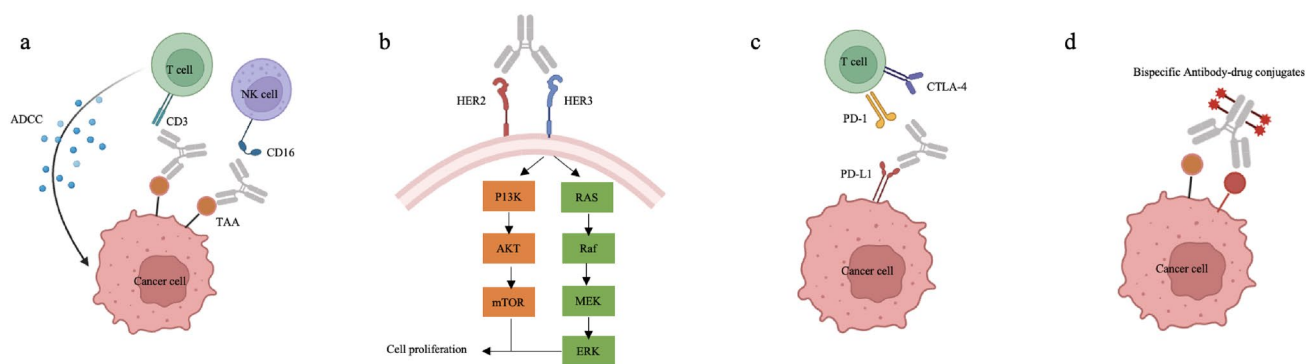 a
T cell
NK cell
ADCC
CD3
CD16
TAA
Cancer cell
b
HER2
HER3
P13K
RAS
AKT
Raf
mTOR
MEK
Cell proliferation
ERK
c
T cell
CTLA-4
PD-1
PD-L1
Cancer cell
d
Bispecific Antibody-drug conjugates
Cancer cell